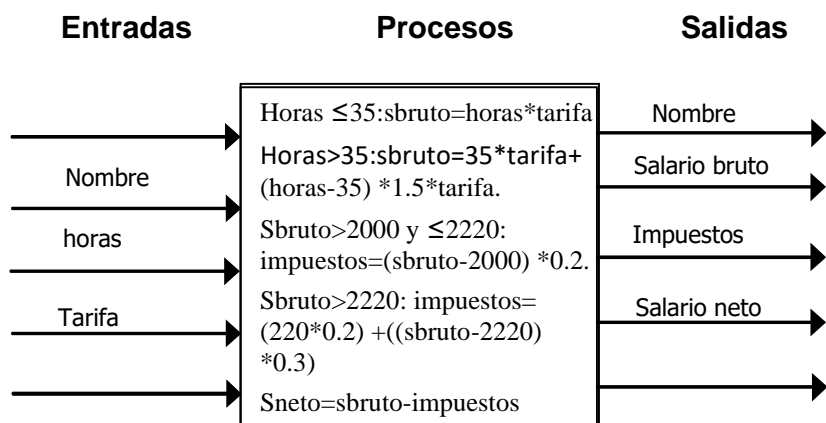 Entradas Procesos Salidas
Nombre
horas
Tarifa
Horas ≤35:sbruto=horas*tarifa
Horas>35:sbruto=35*tarifa+
(horas-35) *1.5*tarifa.
Sbruto>2000 y ≤2220:
impuestos=(sbruto-2000) *0.2.
Sbruto>2220: impuestos=
(220*0.2) +((sbruto-2220)
*0.3)
Sneto=sbruto-impuestos
Nombre
Salario bruto
Impuestos
Salario neto